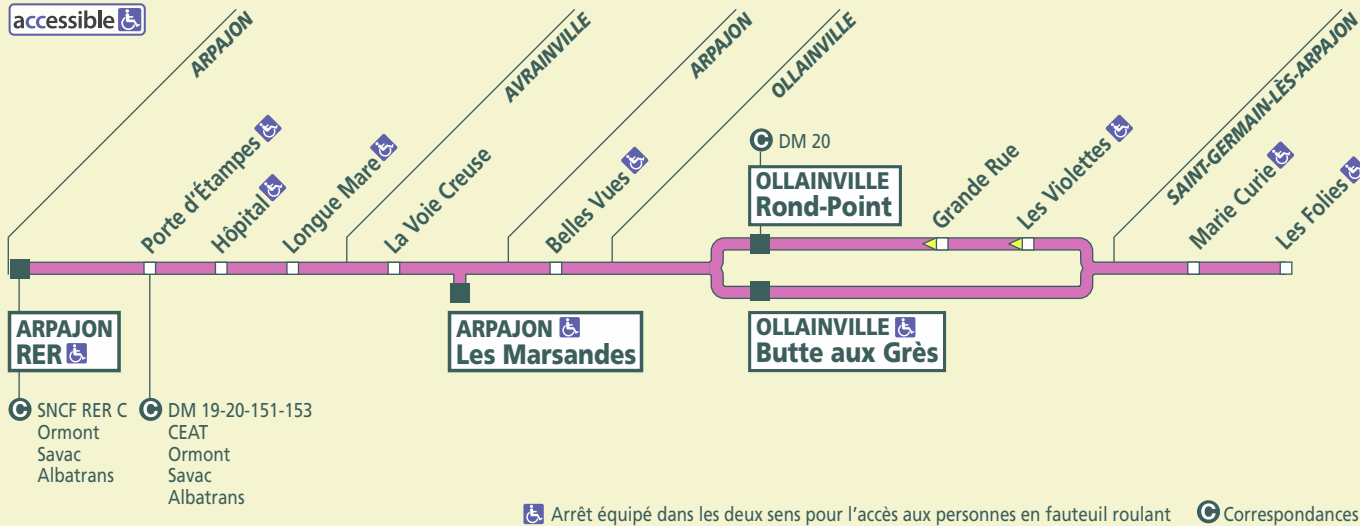 accessible
ARPAJON
AVRAINVILLE
ARPAJON
OLLAINVILLE
SAINT-GERMAIN-LÈS-ARPAJON
Porte d'Étampes
Hôpital
Longue Mare
La Voie Creuse
Belles Vues
C DM 20
OLLAINVILLE
Rond-Point
Grande Rue
Les Violettes
Marie Curie
Les Folies
ARPAJON
RER
ARPAJON
Les Marsandes
OLLAINVILLE
Butte aux Grès
C SNCF RER C
Ormont
Savac
Albatrans
C DM 19-20-151-153
CEAT
Ormont
Savac
Albatrans
Arrêt équipé dans les deux sens pour l'accès aux personnes en fauteuil roulant
C Correspondances